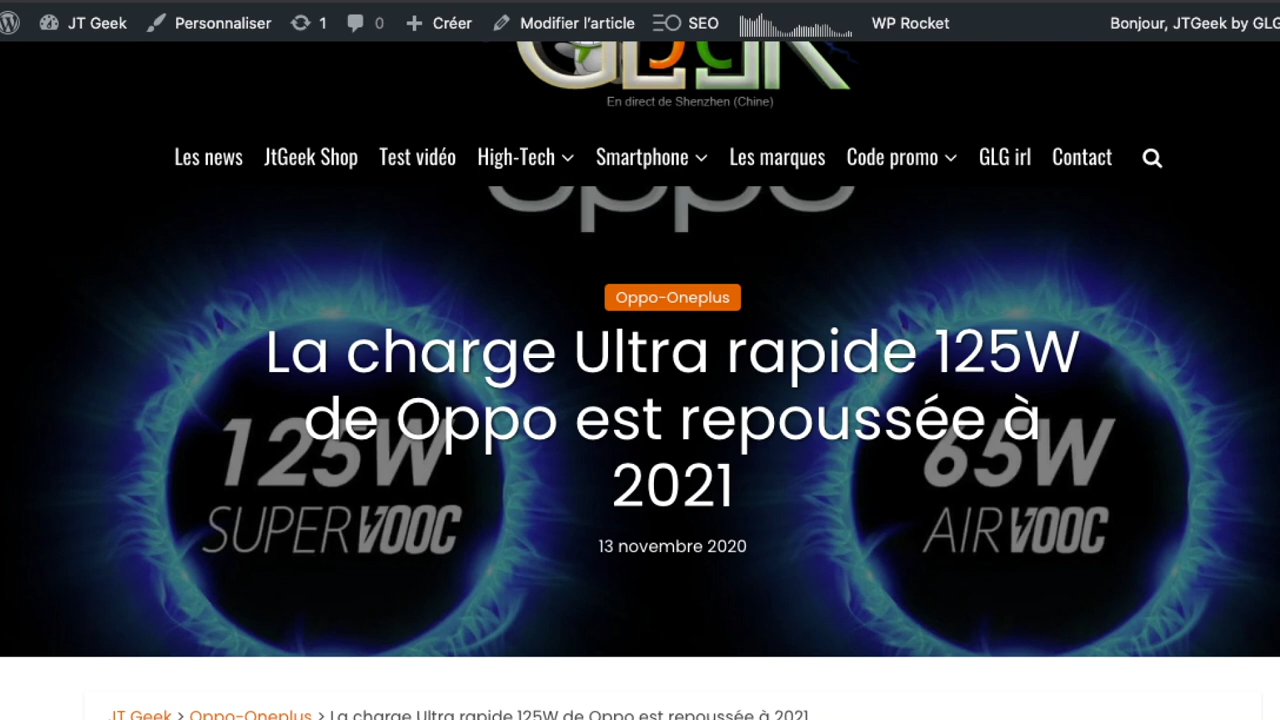 JT Geek Personnaliser 1 0 Créer Modifier l’article SEO WP Rocket Bonjour, JTGeek by GLG
GEEK
En direct de Shenzhen (Chine)
Les news JtGeek Shop Test vidéo High-Tech Smartphone Les marques Code promo GLG irl Contact
oppo
Oppo-Oneplus
La charge Ultra rapide 125W
de Oppo est repoussée à
2021
125W
SUPERVOOC
65W
AIRVOOC
13 novembre 2020
JT Geek > Oppo-Oneplus > La charge Ultra rapide 125W de Oppo est repoussée à 2021